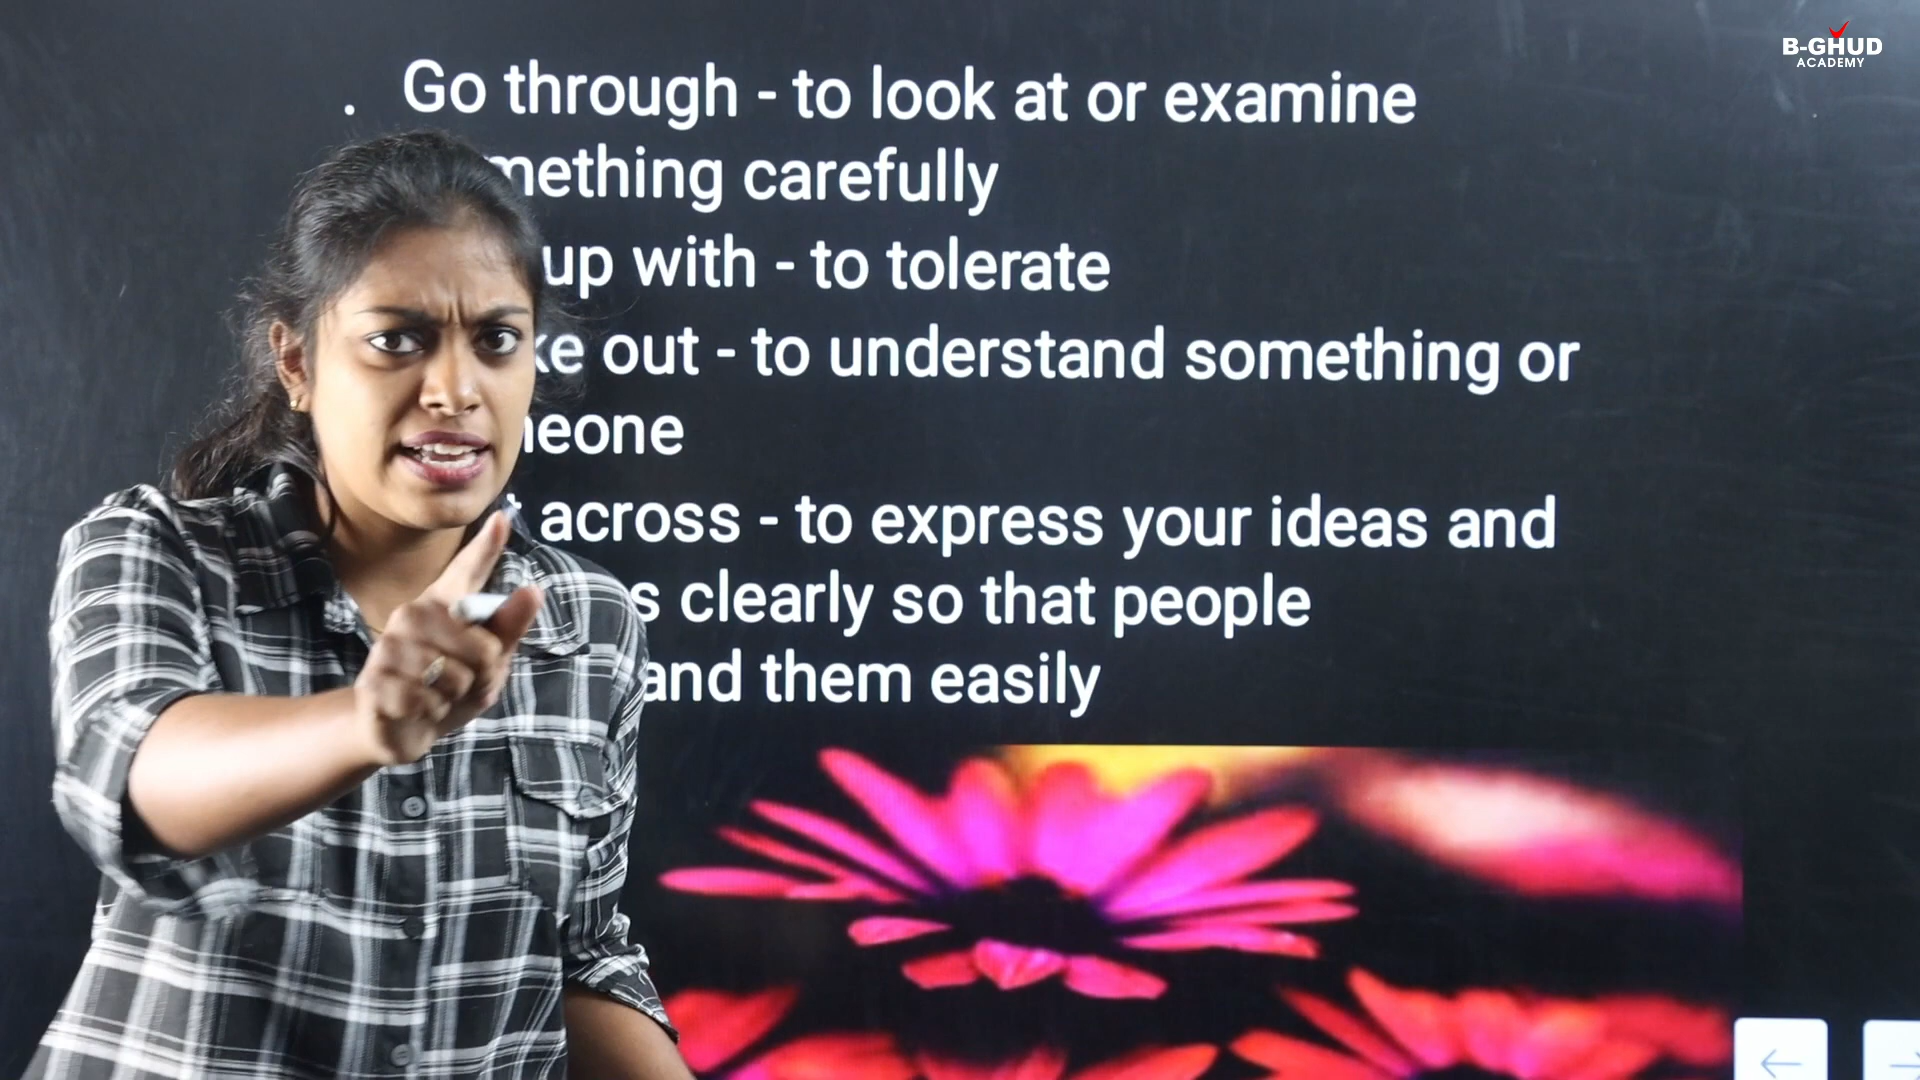 B-GHUD
ACADEMY
. Go through - to look at or examine
mething carefully
up with - to tolerate
ke out - to understand something or
eone
across - to express your ideas and
s clearly so that people
and them easily